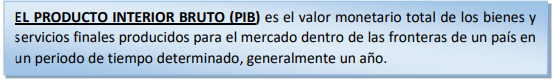 EL PRODUCTO INTERIOR BRUTO (PIB) es el valor monetario total de los bienes y
servicios finales producidos para el mercado dentro de las fronteras de un país en
un periodo de tiempo determinado, generalmente un año.